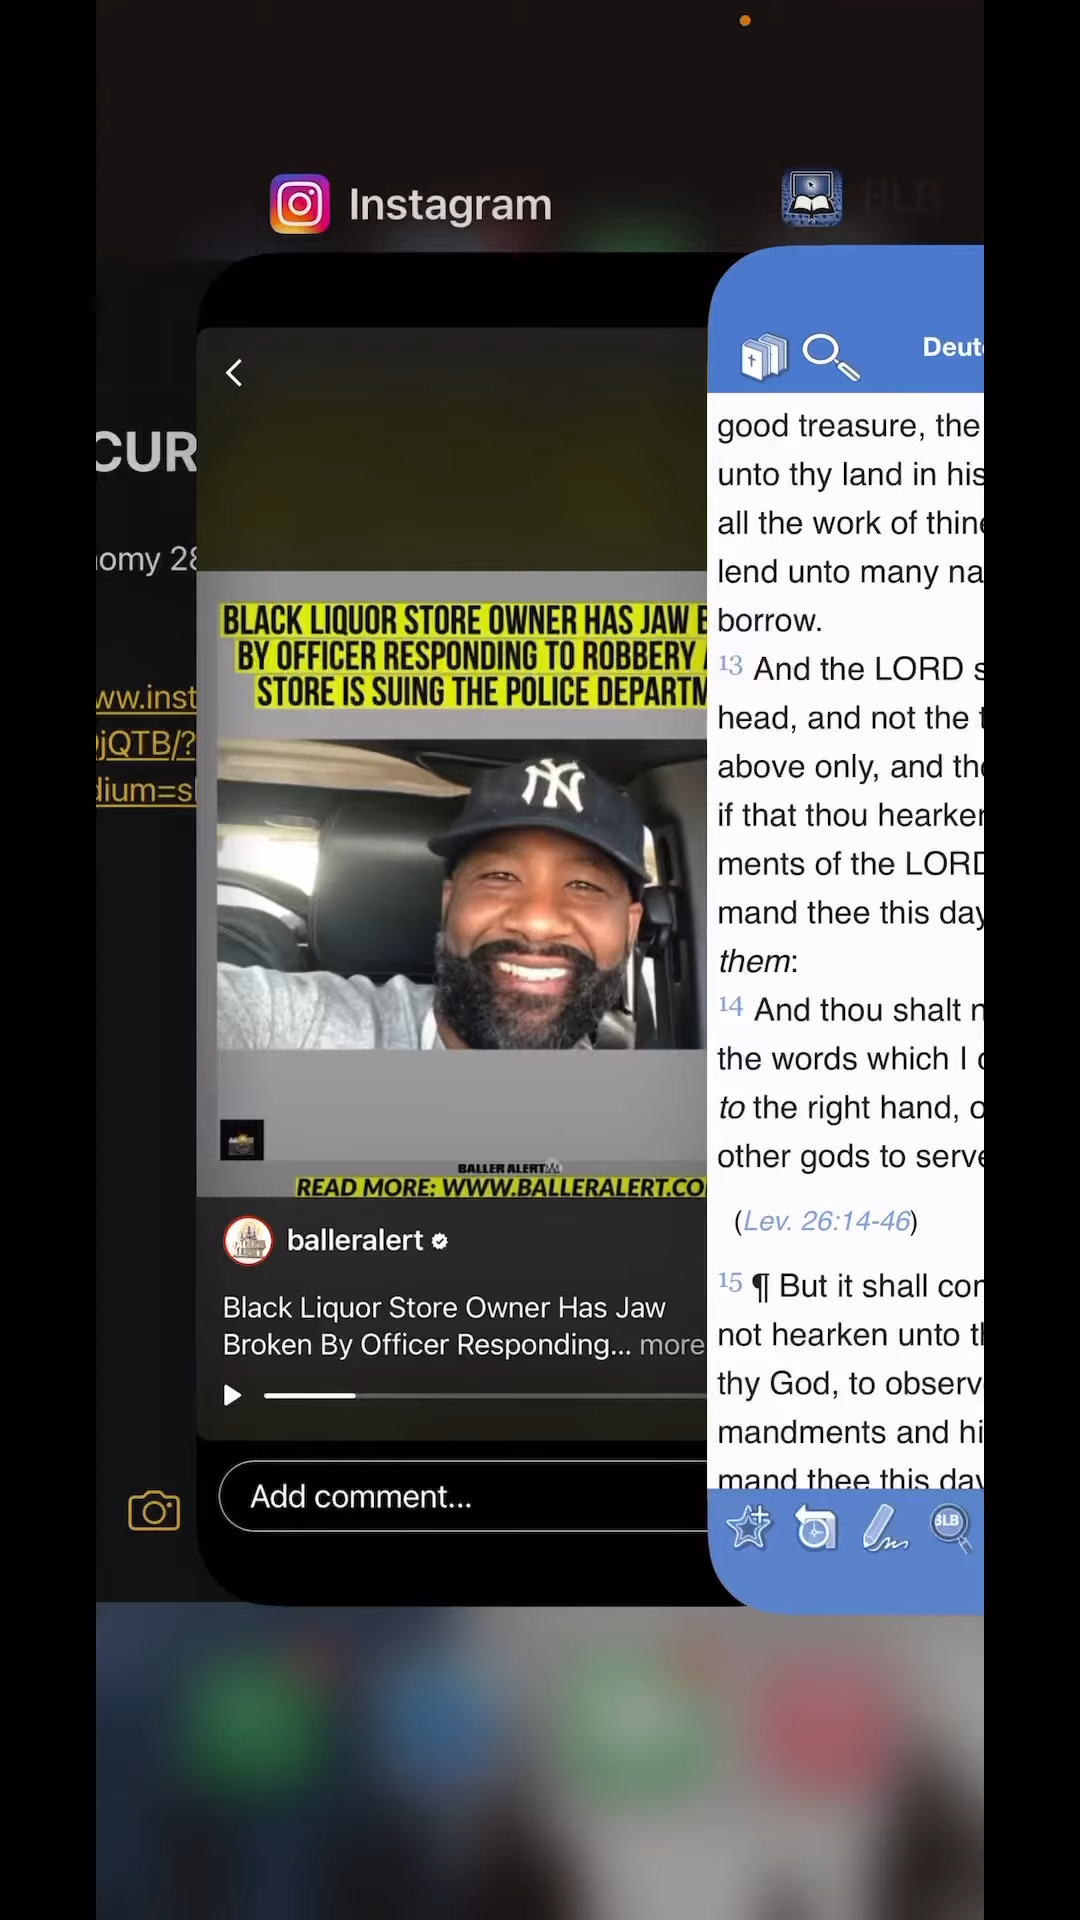 Instagram
BLB
CUR
omy 28
ww.inst
jQTB/?
dium=s
BLACK LIQUOR STORE OWNER HAS JAW B
BY OFFICER RESPONDING TO ROBBERY A
STORE IS SUING THE POLICE DEPARTM
NY
BALLER ALERT
READ MORE: WWW.BALLERALERT.CO
balleralert
Black Liquor Store Owner Has Jaw
Broken By Officer Responding... more
Add comment...
Deut
good treasure, the
unto thy land in his
all the work of thine
lend unto many na
borrow.
13 And the LORD s
head, and not the t
above only, and tho
if that thou hearken
ments of the LORD
mand thee this day
them:
14 And thou shalt n
the words which I c
to the right hand, o
other gods to serve
(Lev. 26:14-46)
15 ¶ But it shall com
not hearken unto th
thy God, to observ
mandments and hi
mand thee this day
BLB